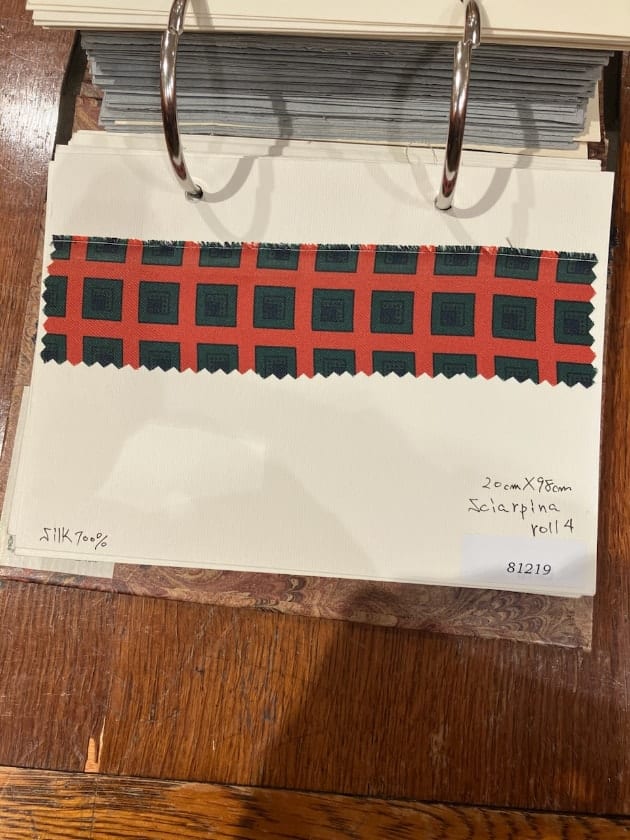 20cm X 98cm
Sciarpina
roll 4
Silk 100%
81219